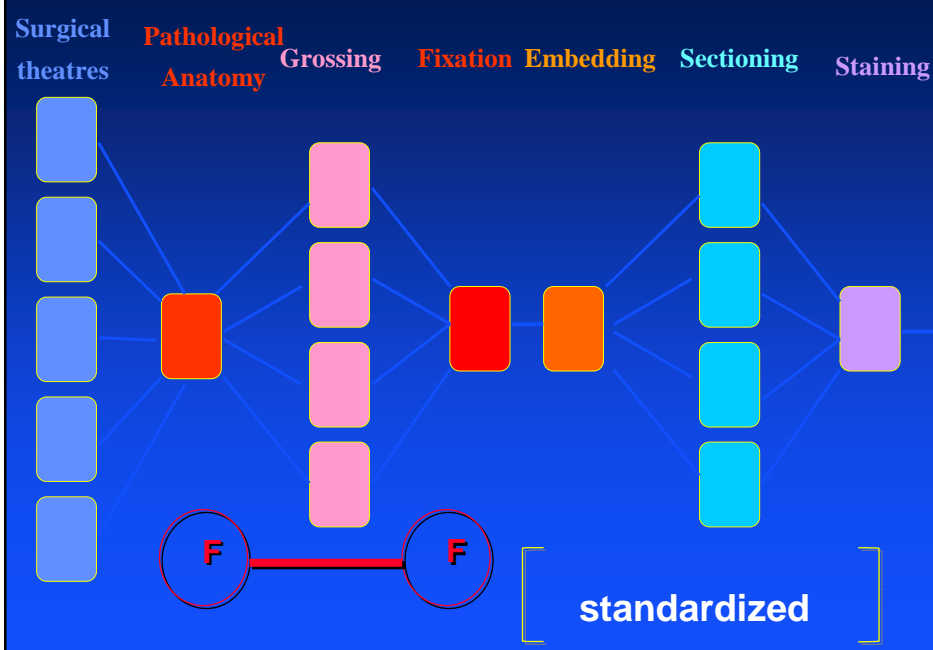 Surgical
theatres
Pathological
Anatomy
Grossing
Fixation
Embedding
Sectioning
Staining
F
F
standardized